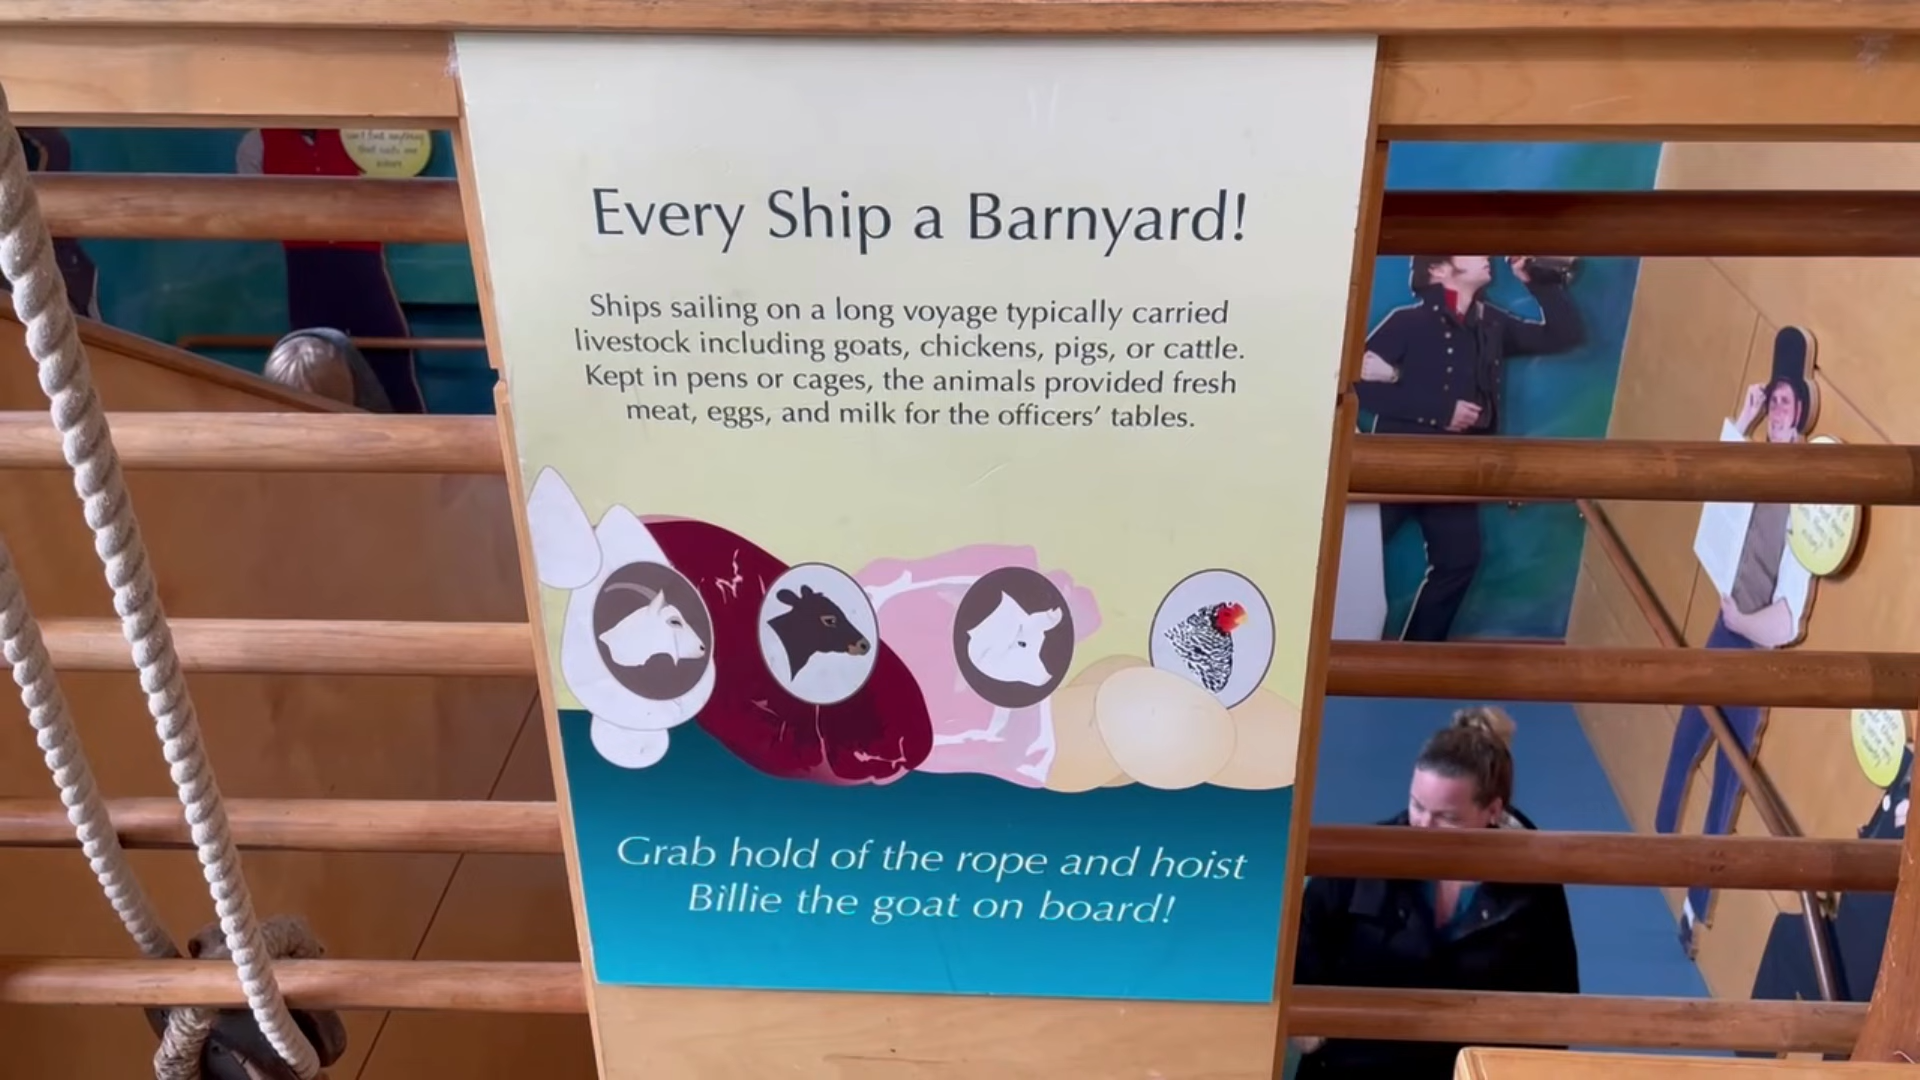 Every Ship a Barnyard!
Ships sailing on a long voyage typically carried
livestock including goats, chickens, pigs, or cattle.
Kept in pens or cages, the animals provided fresh
meat, eggs, and milk for the officers’ tables.
Grab hold of the rope and hoist
Billie the goat on board!